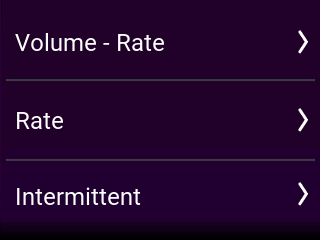 Volume - Rate
Rate
Intermittent